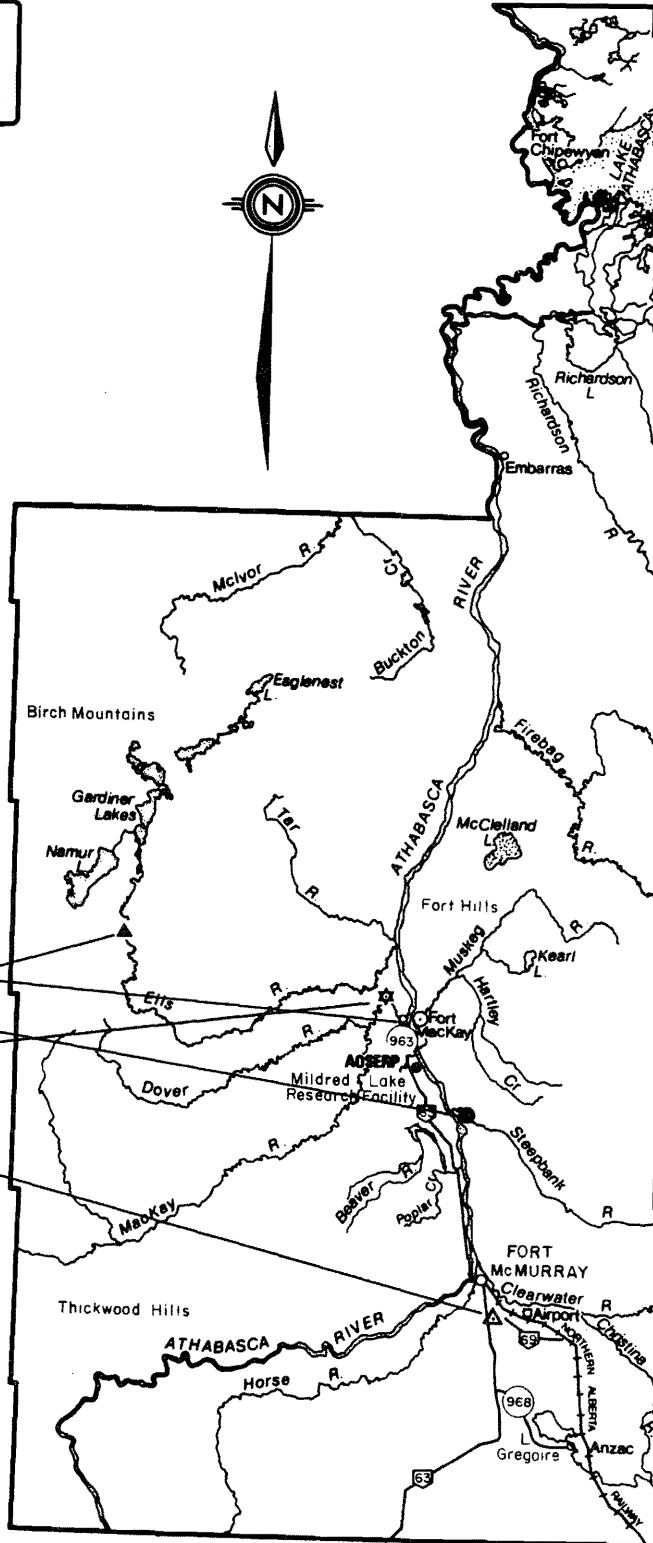 Fort
Chipewyan
LAKE
ATHABASCA
N
Richardson
L
Richardson
R
Embarras
McIvor R.
Cr
Buckton
RIVER
Eaglenest
L.
Birch Mountains
Firebag
R.
Gardiner
Lakes
Tar
R.
ATHABASCA
McClelland
L.
Namur
L
Fort Hills
Muskeg
R
Kearl
L.
Hartley
Cr
Ells
R.
Fort
MacKay
963
R.
AOSERP
Mildred Lake
Research Facility
Dover
63
Steepbank
R
R.
Beaver R
Poplar Cr
MacKay
FORT
McMURRAY
Clearwater
R
Thickwood Hills
Airport
Christina
69
ATHABASCA RIVER
NORTHERN
ALBERTA
RAILWAY
Horse R.
968
L
Gregoire
Anzac
63